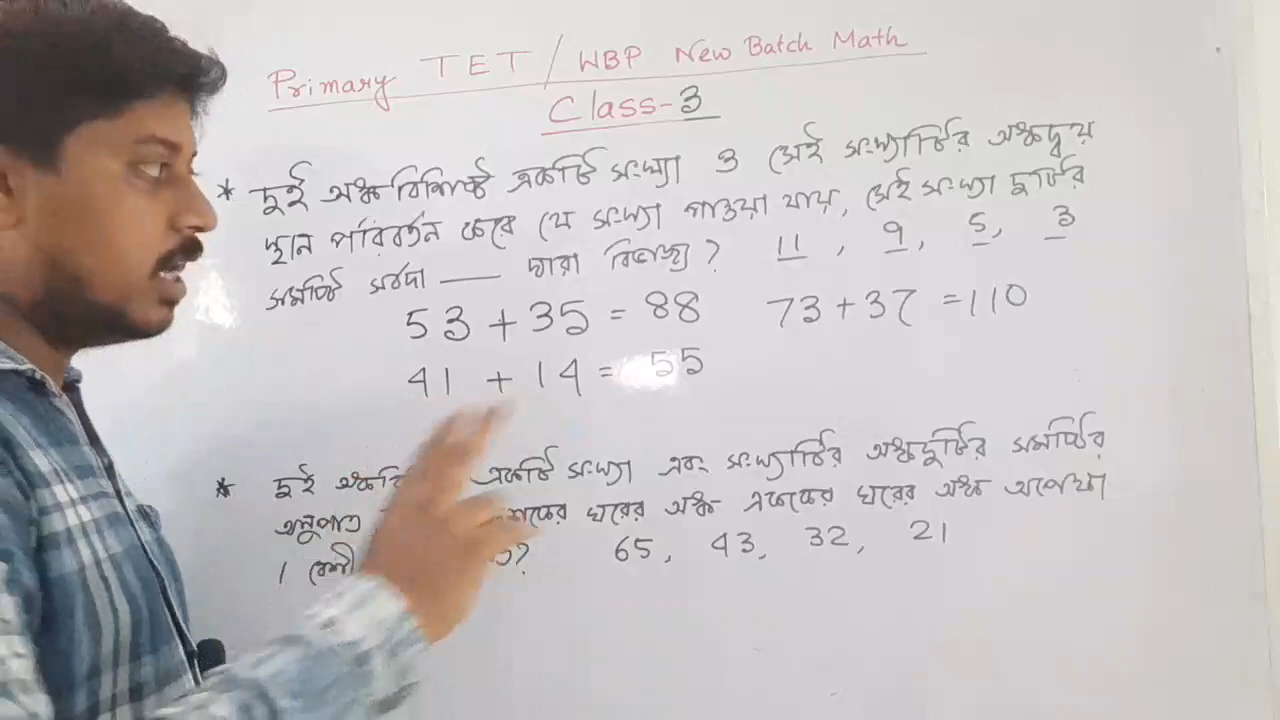 Primary TET / WBP New Batch Math
Class-3
* দুই অঙ্ক বিশিষ্ট একটি সংখ্যা ও সেই সংখ্যাটির অঙ্কদ্বয়
স্থান পরিবর্তন করে যে সংখ্যা পাওয়া যায়, সেই সংখ্যা দুটির
সমষ্টি সর্বদা ___ দ্বারা বিভাজ্য? 11, 9, 5, 3
53 + 35 = 88 73 + 37 = 110
41 + 14 = 55
* দুই একটি সংখ্যা এবং সংখ্যাটির অঙ্কদুটির সমষ্টির
অনুপাত ঘরের অঙ্ক এককের ঘরের অঙ্ক অপেক্ষা
1 বেশী 65, 43, 32, 21